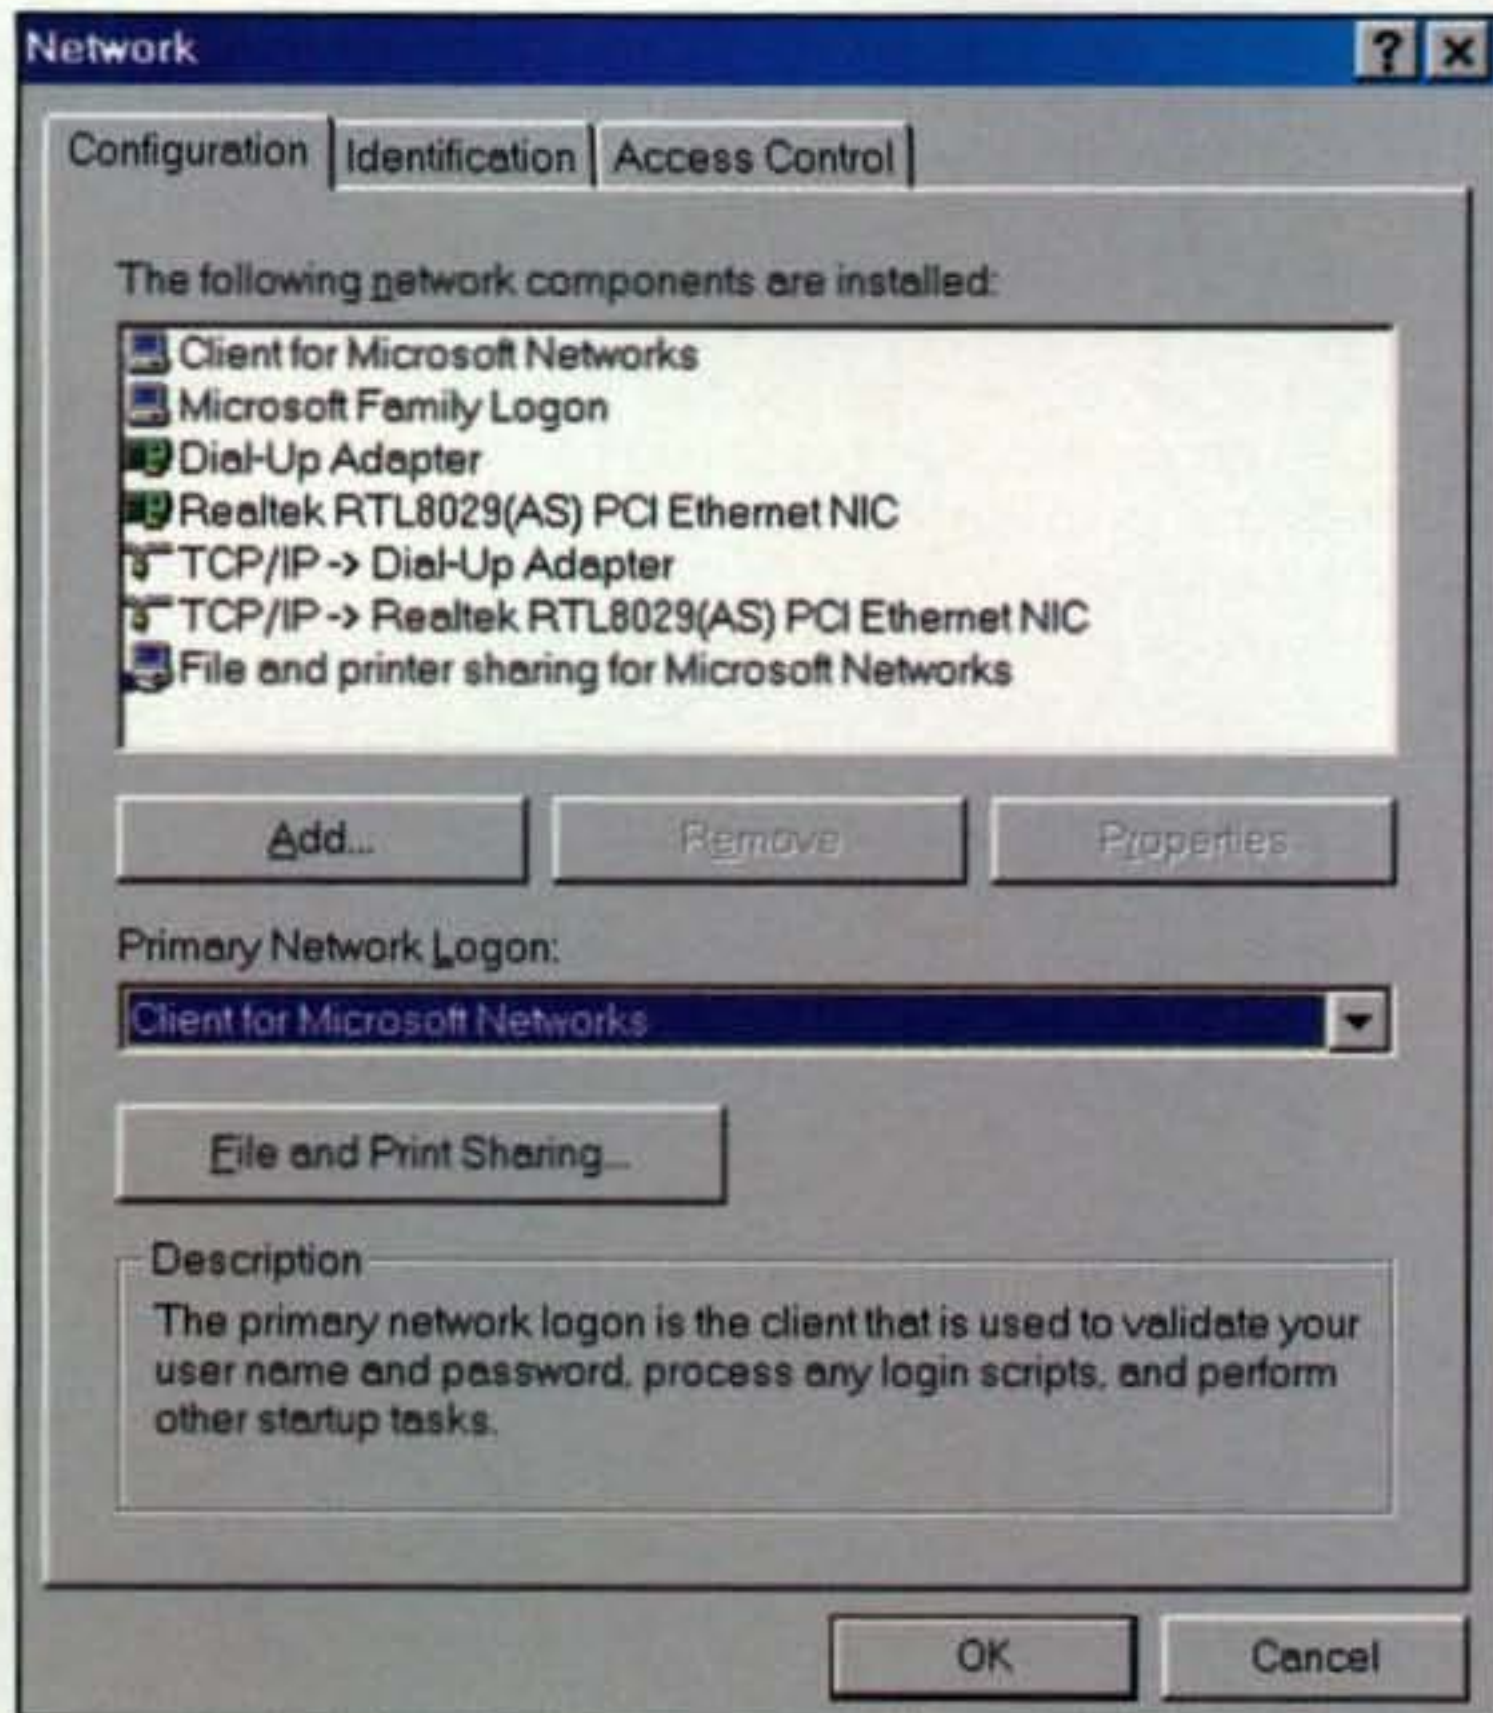 Network
Configuration
Identification
Access Control
The following network components are installed:
Client for Microsoft Networks
Microsoft Family Logon
Dial-Up Adapter
Realtek RTL8029(AS) PCI Ethernet NIC
TCP/IP -> Dial-Up Adapter
TCP/IP -> Realtek RTL8029(AS) PCI Ethernet NIC
File and printer sharing for Microsoft Networks
Add...
Remove
Properties
Primary Network Logon:
Client for Microsoft Networks
File and Print Sharing...
Description
The primary network logon is the client that is used to validate your
user name and password, process any login scripts, and perform
other startup tasks.
OK
Cancel